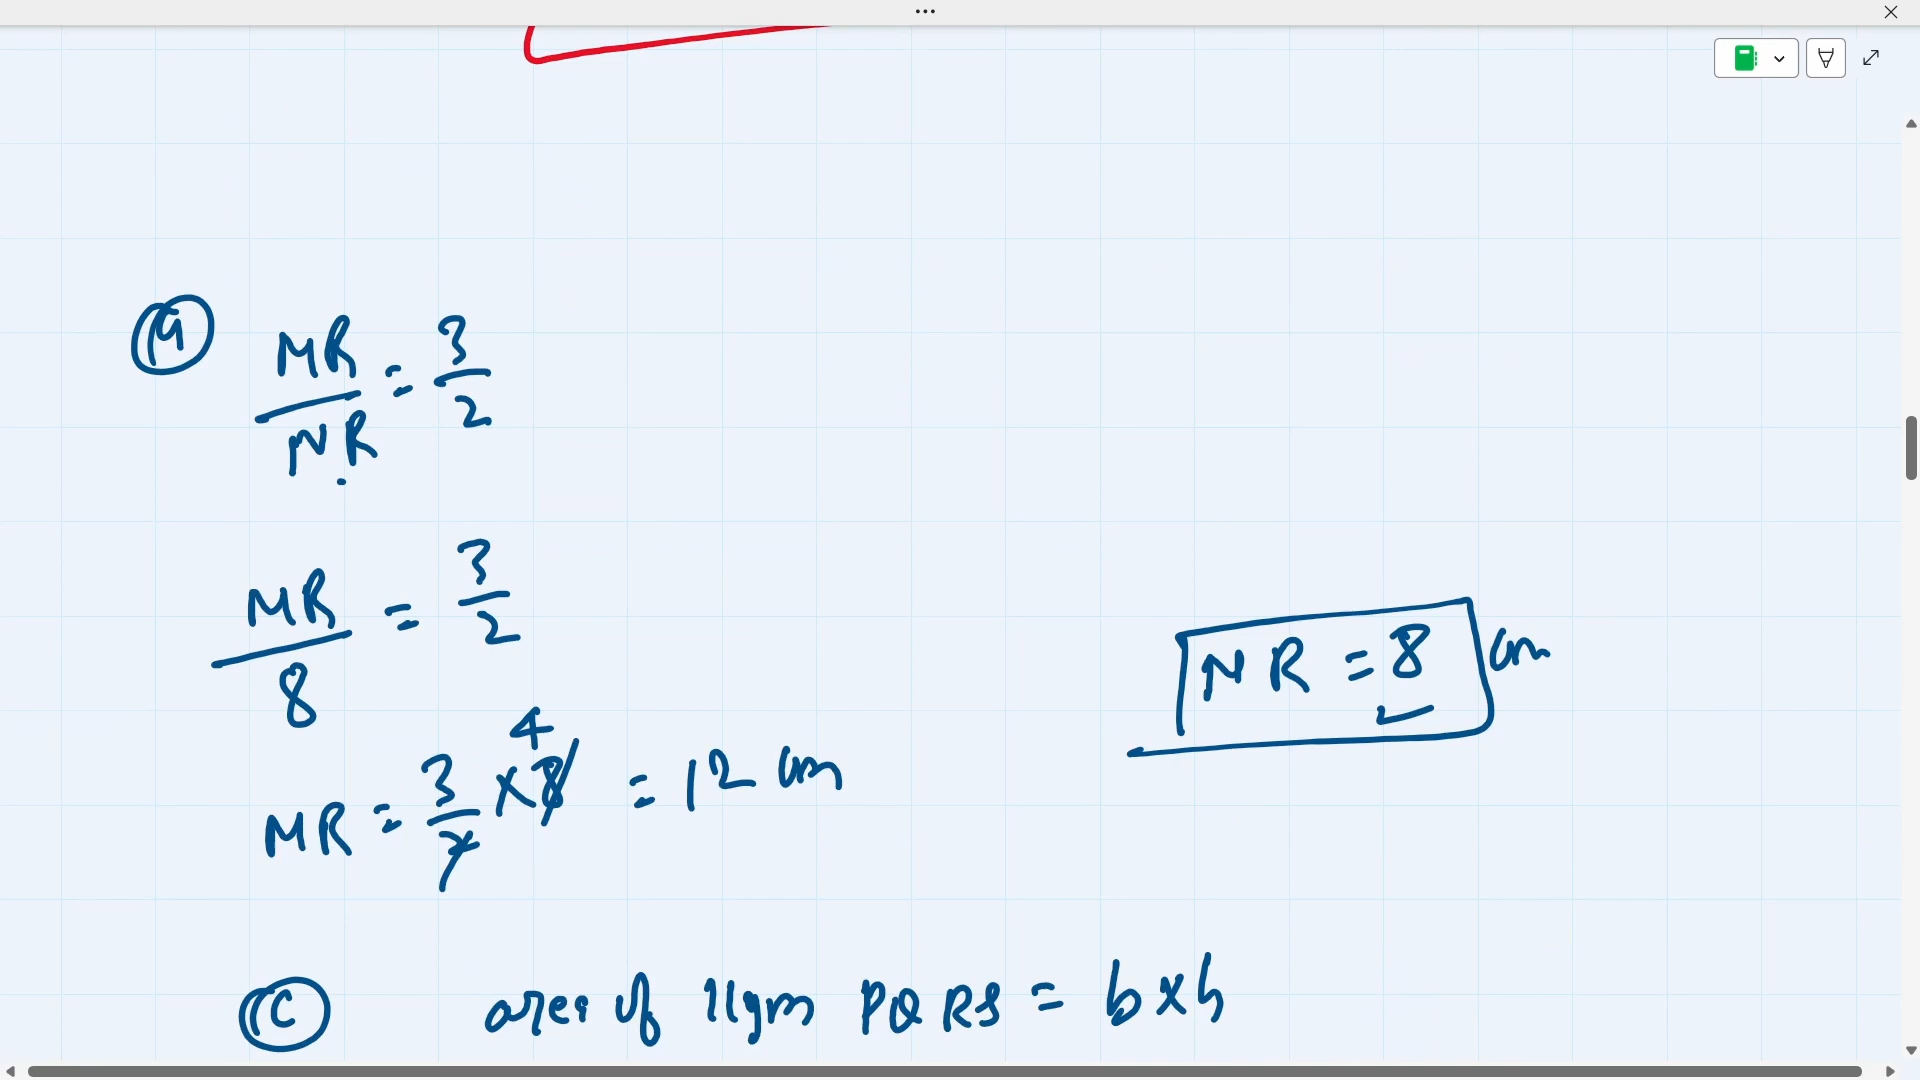 (a) MR/NR = 3/2
MR/8 = 3/2
NR = 8 cm
4
MR = 3/2 × 8 = 12 cm
(c) area of 11gm PQRS = b×h